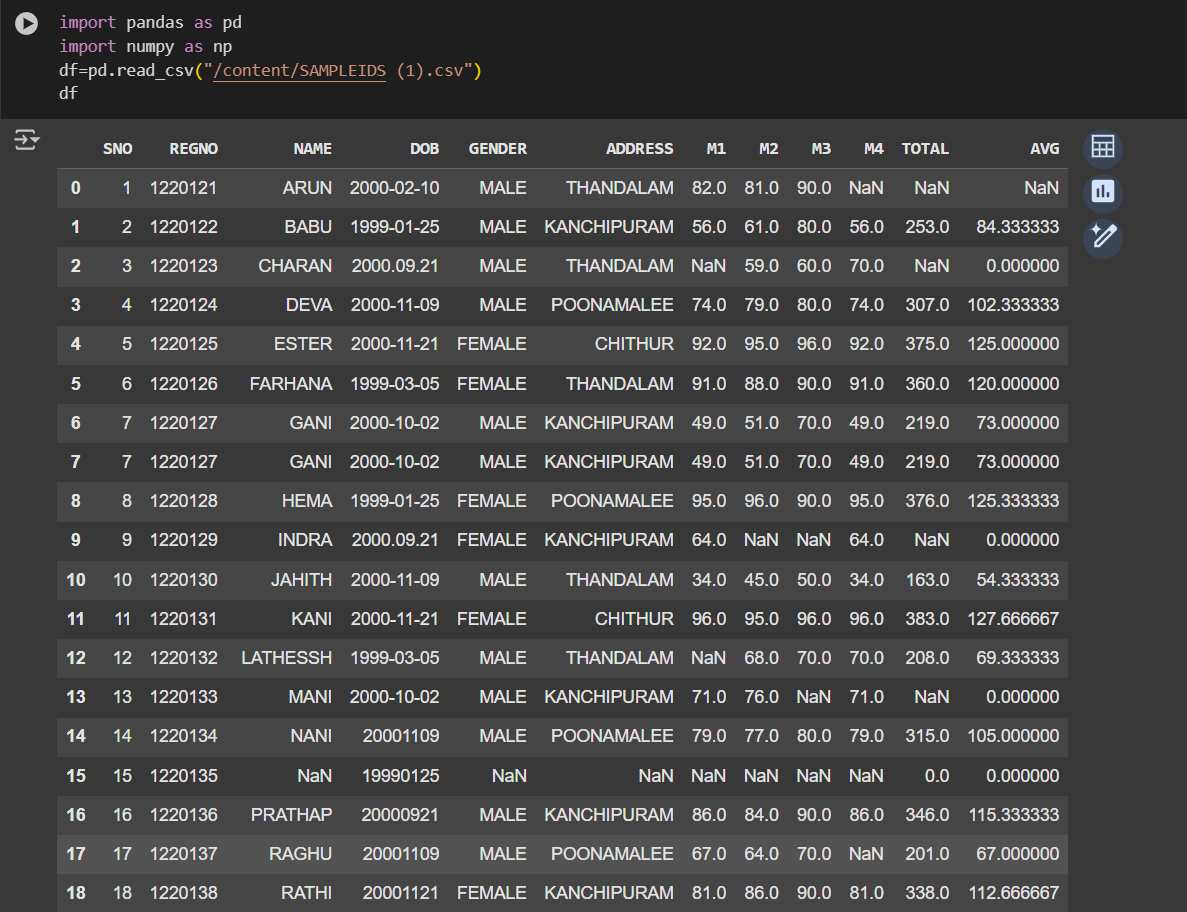 import pandas as pd
import numpy as np
df=pd.read_csv("/content/SAMPLEIDS (1).csv")
df
SNO REGNO NAME DOB GENDER ADDRESS M1 M2 M3 M4 TOTAL AVG
0 1 1220121 ARUN 2000-02-10 MALE THANDALAM 82.0 81.0 90.0 NaN NaN NaN
1 2 1220122 BABU 1999-01-25 MALE KANCHIPURAM 56.0 61.0 80.0 56.0 253.0 84.333333
2 3 1220123 CHARAN 2000.09.21 MALE THANDALAM NaN 59.0 60.0 70.0 NaN 0.000000
3 4 1220124 DEVA 2000-11-09 MALE POONAMALEE 74.0 79.0 80.0 74.0 307.0 102.333333
4 5 1220125 ESTER 2000-11-21 FEMALE CHITHUR 92.0 95.0 96.0 92.0 375.0 125.000000
5 6 1220126 FARHANA 1999-03-05 FEMALE THANDALAM 91.0 88.0 90.0 91.0 360.0 120.000000
6 7 1220127 GANI 2000-10-02 MALE KANCHIPURAM 49.0 51.0 70.0 49.0 219.0 73.000000
7 7 1220127 GANI 2000-10-02 MALE KANCHIPURAM 49.0 51.0 70.0 49.0 219.0 73.000000
8 8 1220128 HEMA 1999-01-25 FEMALE POONAMALEE 95.0 96.0 90.0 95.0 376.0 125.333333
9 9 1220129 INDRA 2000.09.21 FEMALE KANCHIPURAM 64.0 NaN NaN 64.0 NaN 0.000000
10 10 1220130 JAHITH 2000-11-09 MALE THANDALAM 34.0 45.0 50.0 34.0 163.0 54.333333
11 11 1220131 KANI 2000-11-21 FEMALE CHITHUR 96.0 95.0 96.0 96.0 383.0 127.666667
12 12 1220132 LATHESSH 1999-03-05 MALE THANDALAM NaN 68.0 70.0 70.0 208.0 69.333333
13 13 1220133 MANI 2000-10-02 MALE KANCHIPURAM 71.0 76.0 NaN 71.0 NaN 0.000000
14 14 1220134 NANI 20001109 MALE POONAMALEE 79.0 77.0 80.0 79.0 315.0 105.000000
15 15 1220135 NaN 19990125 NaN NaN NaN NaN NaN NaN 0.0 0.000000
16 16 1220136 PRATHAP 20000921 MALE KANCHIPURAM 86.0 84.0 90.0 86.0 346.0 115.333333
17 17 1220137 RAGHU 20001109 MALE POONAMALEE 67.0 64.0 70.0 NaN 201.0 67.000000
18 18 1220138 RATHI 20001121 FEMALE KANCHIPURAM 81.0 86.0 90.0 81.0 338.0 112.666667